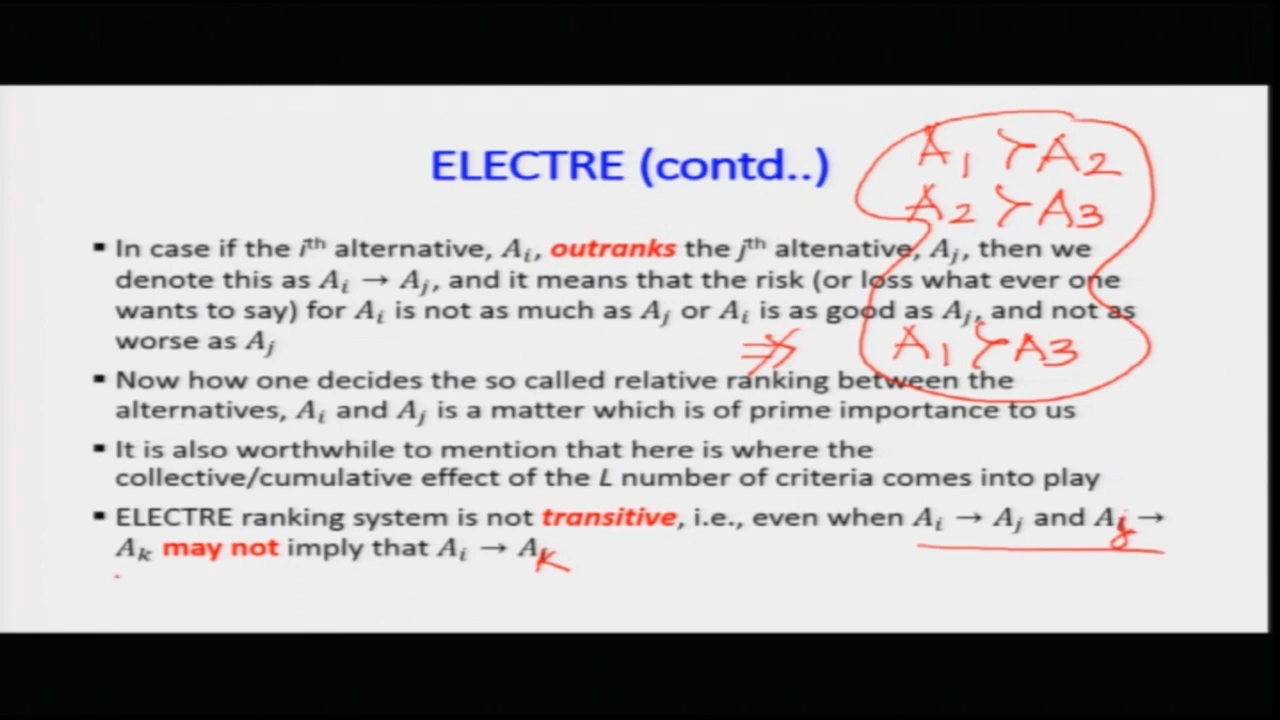 ELECTRE (contd..)
A1 ≻ A2
A2 ≻ A3
▪ In case if the iᵗʰ alternative, Aᵢ, outranks the jᵗʰ altenative, Aⱼ, then we
denote this as Aᵢ → Aⱼ, and it means that the risk (or loss what ever one
wants to say) for Aᵢ is not as much as Aⱼ or Aᵢ is as good as Aⱼ, and not as
worse as Aⱼ
⇏ A1 ≻ A3
▪ Now how one decides the so called relative ranking between the
alternatives, Aᵢ and Aⱼ is a matter which is of prime importance to us
▪ It is also worthwhile to mention that here is where the
collective/cumulative effect of the L number of criteria comes into play
▪ ELECTRE ranking system is not transitive, i.e., even when Aᵢ → Aⱼ and Aⱼ →
Aₖ may not imply that Aᵢ → Aₖ